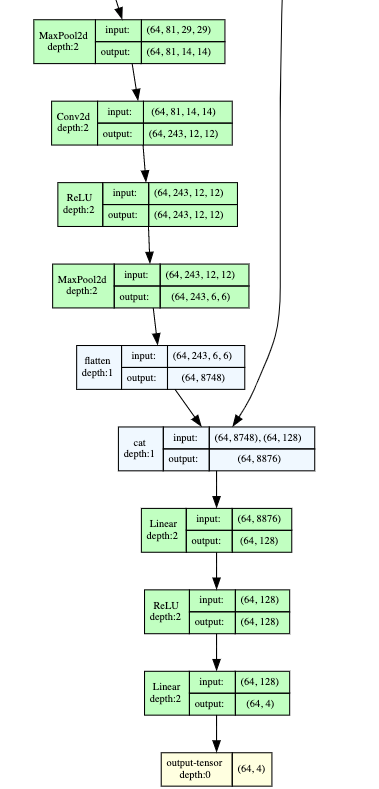 MaxPool2d
depth:2
input:
(64, 81, 29, 29)
output:
(64, 81, 14, 14)
Conv2d
depth:2
input:
(64, 81, 14, 14)
output:
(64, 243, 12, 12)
ReLU
depth:2
input:
(64, 243, 12, 12)
output:
(64, 243, 12, 12)
MaxPool2d
depth:2
input:
(64, 243, 12, 12)
output:
(64, 243, 6, 6)
flatten
depth:1
input:
(64, 243, 6, 6)
output:
(64, 8748)
cat
depth:1
input:
(64, 8748), (64, 128)
output:
(64, 8876)
Linear
depth:2
input:
(64, 8876)
output:
(64, 128)
ReLU
depth:2
input:
(64, 128)
output:
(64, 128)
Linear
depth:2
input:
(64, 128)
output:
(64, 4)
output-tensor
depth:0
(64, 4)